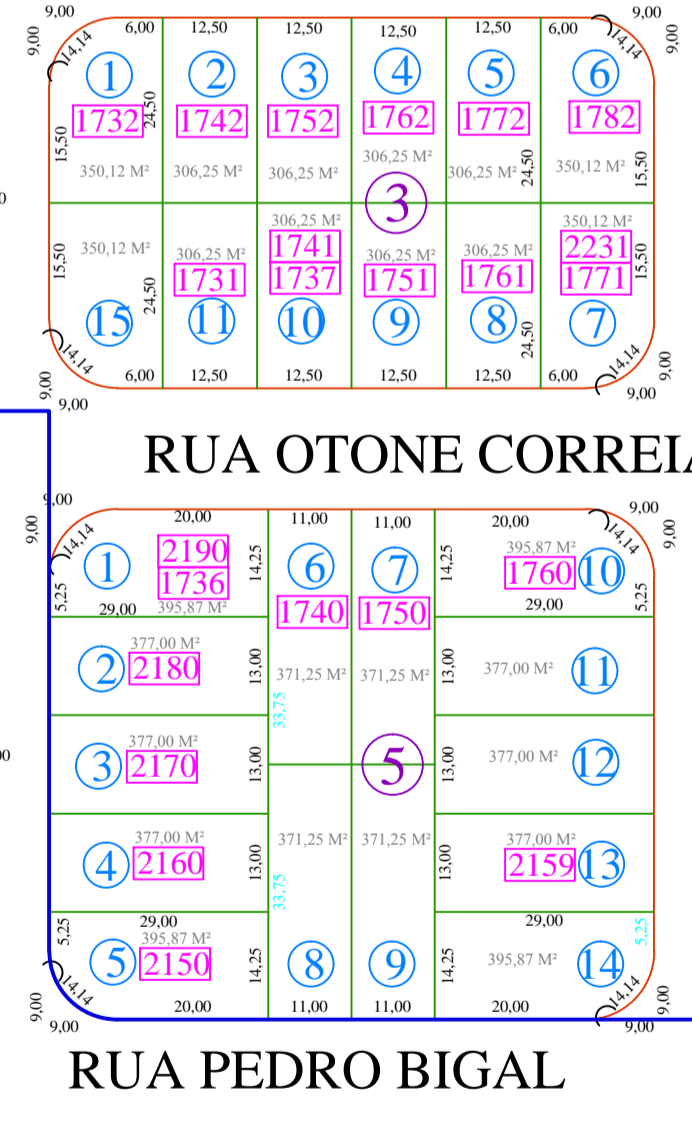 9,00 9,00
9,00 14,14 6,00 12,50 12,50 12,50 12,50 6,00 14,14 9,00
1 2 3 4 5 6
1732 24,50 1742 1752 1762 1772 1782
15,50 350,12 M² 306,25 M² 306,25 M² 306,25 M² 306,25 M² 24,50 350,12 M² 15,50
3
15,50 350,12 M² 306,25 M² 306,25 M² 306,25 M² 306,25 M² 350,12 M² 15,50
1741 2231
24,50 1731 1737 1751 1761 1771
15 11 10 9 8 24,50 7
14,14 14,14
9,00 6,00 12,50 12,50 12,50 12,50 6,00 9,00
9,00 9,00
RUA OTONE CORREIA
9,00 9,00
9,00 14,14 20,00 11,00 11,00 20,00 14,14 9,00
1 2190 14,25 6 7 14,25 395,87 M² 10
1736 1760
5,25 29,00 395,87 M² 1740 1750 29,00 5,25
377,00 M²
2 2180 13,00 371,25 M² 371,25 M² 13,00 377,00 M² 11
33,75
377,00 M²
3 2170 13,00 5 13,00 377,00 M² 12
377,00 M² 371,25 M² 371,25 M² 377,00 M²
4 2160 13,00 33,75 13,00 2159 13
5,25 29,00 29,00 5,25
395,87 M²
5 2150 14,25 8 9 14,25 395,87 M² 14
14,14 14,14
9,00 20,00 11,00 11,00 20,00 9,00
9,00 9,00
RUA PEDRO BIGAL